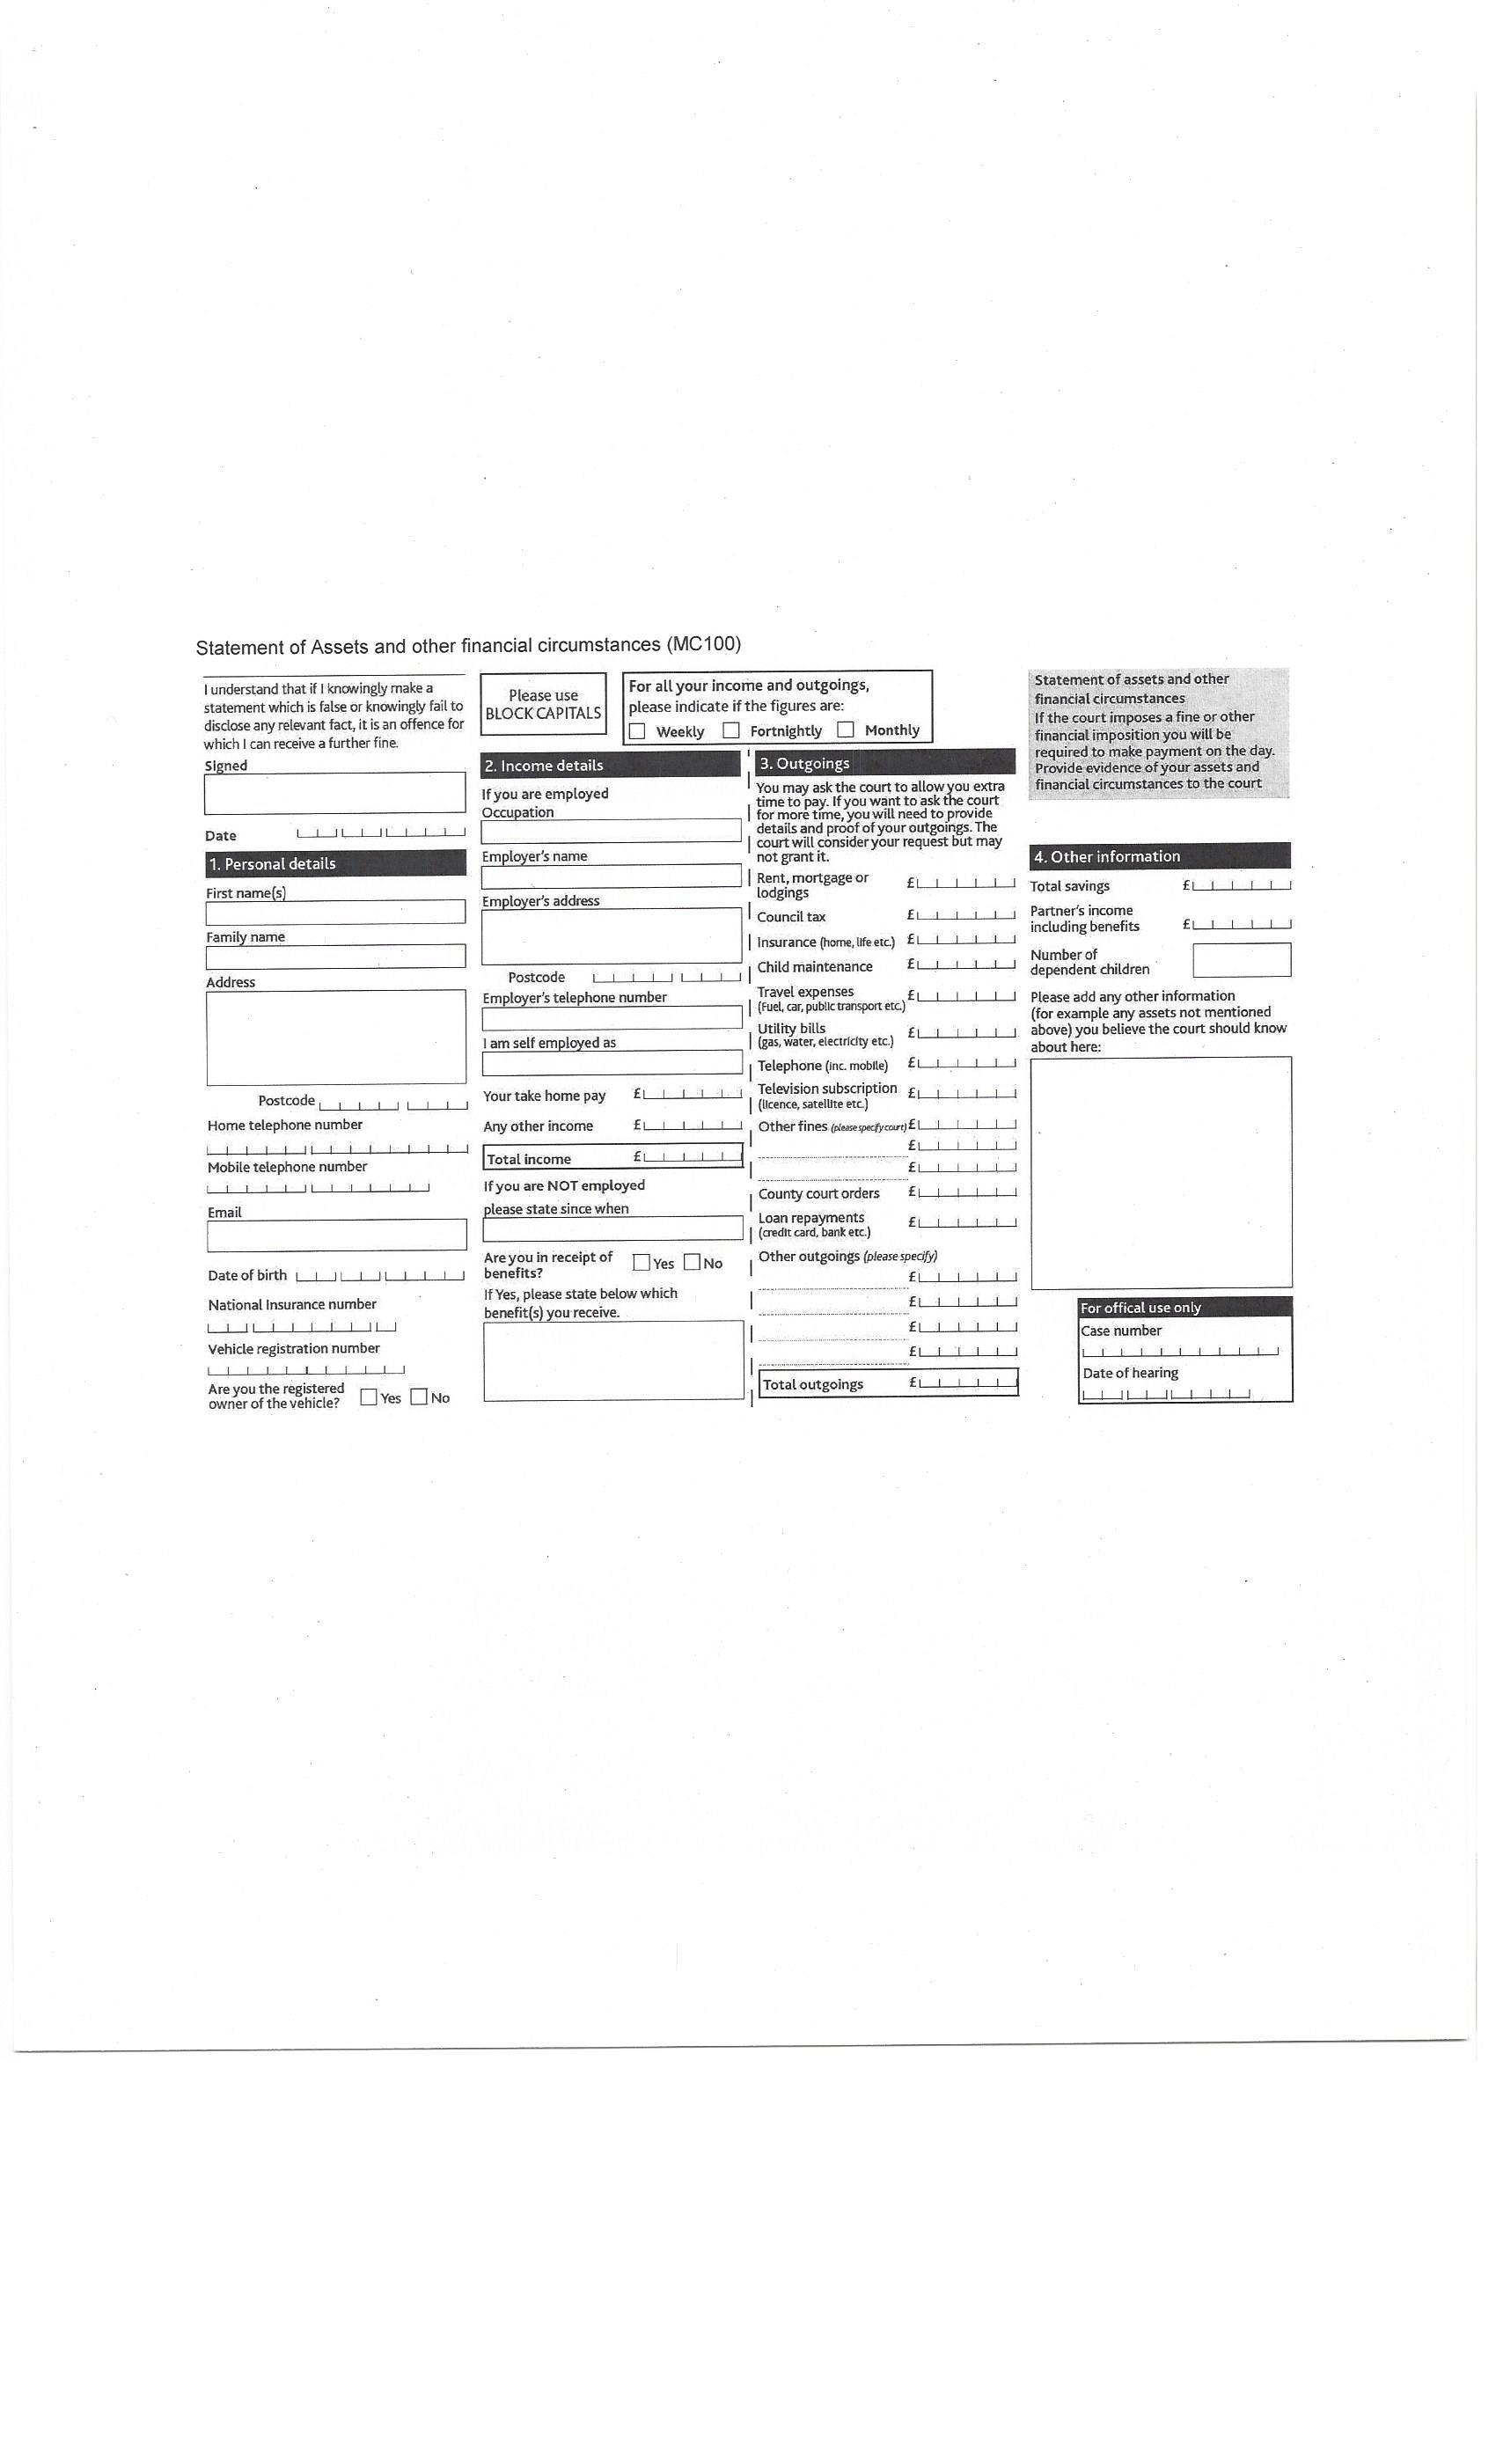 Statement of Assets and other financial circumstances (MC100)
I understand that if I knowingly make a
statement which is false or knowingly fail to
disclose any relevant fact, it is an offence for
which I can receive a further fine.
Signed
Date
1. Personal details
First name(s)
Family name
Address
Postcode
Home telephone number
Mobile telephone number
Email
Date of birth
National Insurance number
Vehicle registration number
Are you the registered
owner of the vehicle?
Yes No
Please use
BLOCK CAPITALS
For all your income and outgoings,
please indicate if the figures are:
Weekly Fortnightly Monthly
2. Income details
If you are employed
Occupation
Employer's name
Employer's address
Postcode
Employer's telephone number
I am self employed as
Your take home pay £
Any other income £
Total income £
If you are NOT employed
please state since when
Are you in receipt of
benefits?
Yes No
If Yes, please state below which
benefit(s) you receive.
3. Outgoings
You may ask the court to allow you extra
time to pay. If you want to ask the court
for more time, you will need to provide
details and proof of your outgoings. The
court will consider your request but may
not grant it.
Rent, mortgage or £
lodgings
Council tax £
Insurance (home, life etc.) £
Child maintenance £
Travel expenses £
(Fuel, car, public transport etc.)
Utility bills £
(gas, water, electricity etc.)
Telephone (inc. mobile) £
Television subscription £
(licence, satellite etc.)
Other fines (please specify court) £
£
£
County court orders £
Loan repayments £
(credit card, bank etc.)
Other outgoings (please specify)
£
£
£
£
Total outgoings £
Statement of assets and other
financial circumstances
If the court imposes a fine or other
financial imposition you will be
required to make payment on the day.
Provide evidence of your assets and
financial circumstances to the court
4. Other information
Total savings £
Partner's income
including benefits £
Number of
dependent children
Please add any other information
(for example any assets not mentioned
above) you believe the court should know
about here:
For offical use only
Case number
Date of hearing